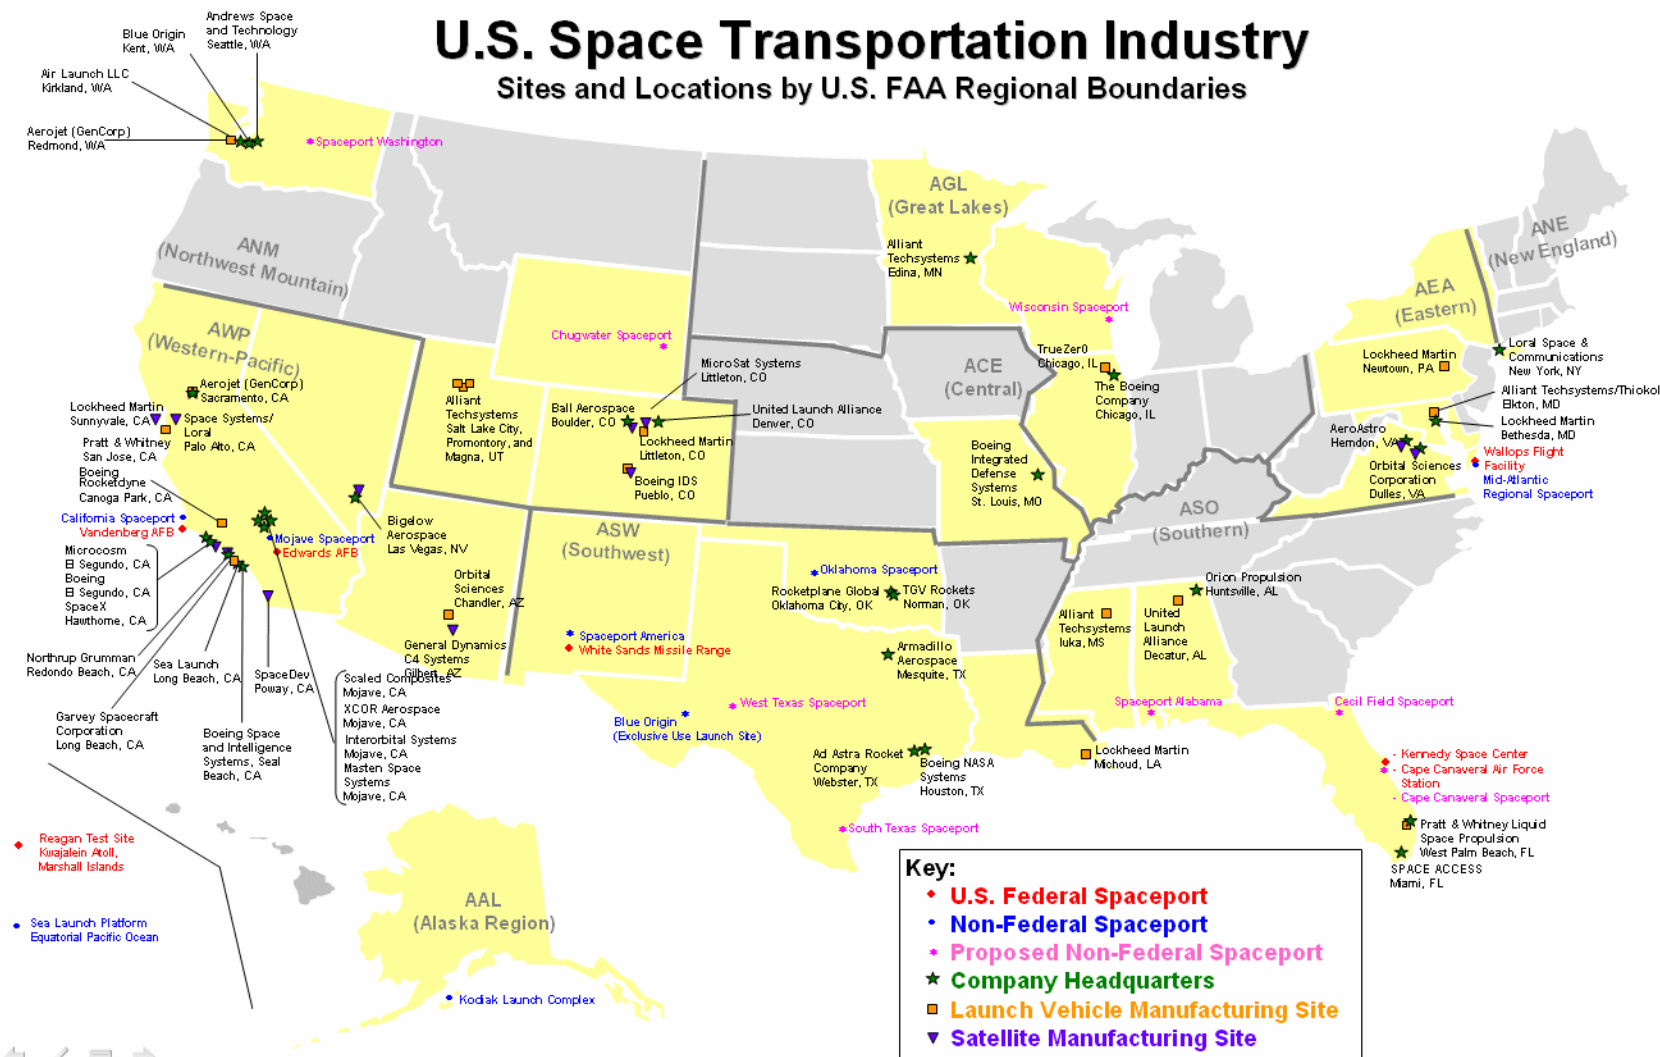 U.S. Space Transportation Industry
Sites and Locations by U.S. FAA Regional Boundaries
Andrews Space
and Technology
Seattle, WA
Blue Origin
Kent, WA
Air Launch LLC
Kirkland, WA
Aerojet (GenCorp)
Redmond, WA
Spaceport Washington
ANM
(Northwest Mountain)
AGL
(Great Lakes)
ANE
(New England)
AEA
(Eastern)
Alliant
Techsystems
Edina, MN
Wisconsin Spaceport
Chugwater Spaceport
AWP
(Western-Pacific)
ACE
(Central)
TrueZer0
Chicago, IL
The Boeing
Company
Chicago, IL
Lockheed Martin
Newtown, PA
Loral Space &
Communications
New York, NY
Alliant Techsystems/Thiokol
Elkton, MD
Lockheed Martin
Bethesda, MD
AeroAstro
Herndon, VA
Orbital Sciences
Corporation
Dulles, VA
Wallops Flight
Facility
Mid-Atlantic
Regional Spaceport
MicroSat Systems
Littleton, CO
Ball Aerospace
Boulder, CO
United Launch Alliance
Denver, CO
Lockheed Martin
Littleton, CO
Boeing IDS
Pueblo, CO
Alliant
Techsystems
Salt Lake City,
Promontory, and
Magna, UT
Aerojet (GenCorp)
Sacramento, CA
Lockheed Martin
Sunnyvale, CA
Space Systems/
Loral
Palo Alto, CA
Pratt & Whitney
San Jose, CA
Boeing
Rocketdyne
Canoga Park, CA
California Spaceport
Vandenberg AFB
Mojave Spaceport
Edwards AFB
Bigelow
Aerospace
Las Vegas, NV
Microcosm
El Segundo, CA
Boeing
El Segundo, CA
SpaceX
Hawthorne, CA
Northrup Grumman
Redondo Beach, CA
Sea Launch
Long Beach, CA
SpaceDev
Poway, CA
Garvey Spacecraft
Corporation
Long Beach, CA
Boeing Space
and Intelligence
Systems, Seal
Beach, CA
Scaled Composites
Mojave, CA
XCOR Aerospace
Mojave, CA
Interorbital Systems
Mojave, CA
Masten Space
Systems
Mojave, CA
Orbital
Sciences
Chandler, AZ
General Dynamics
C4 Systems
Gilbert, AZ
Boeing
Integrated
Defense
Systems
St. Louis, MO
ASW
(Southwest)
ASO
(Southern)
Oklahoma Spaceport
Rocketplane Global
Oklahoma City, OK
TGV Rockets
Norman, OK
Spaceport America
White Sands Missile Range
Armadillo
Aerospace
Mesquite, TX
West Texas Spaceport
Blue Origin
(Exclusive Use Launch Site)
Ad Astra Rocket
Company
Webster, TX
Boeing NASA
Systems
Houston, TX
South Texas Spaceport
Orion Propulsion
Huntsville, AL
Alliant
Techsystems
Iuka, MS
United
Launch
Alliance
Decatur, AL
Spaceport Alabama
Cecil Field Spaceport
Lockheed Martin
Michoud, LA
- Kennedy Space Center
- Cape Canaveral Air Force
Station
- Cape Canaveral Spaceport
Pratt & Whitney Liquid
Space Propulsion
West Palm Beach, FL
SPACE ACCESS
Miami, FL
Reagan Test Site
Kwajalein Atoll,
Marshall Islands
Sea Launch Platform
Equatorial Pacific Ocean
AAL
(Alaska Region)
Kodiak Launch Complex
Key:
U.S. Federal Spaceport
Non-Federal Spaceport
Proposed Non-Federal Spaceport
Company Headquarters
Launch Vehicle Manufacturing Site
Satellite Manufacturing Site